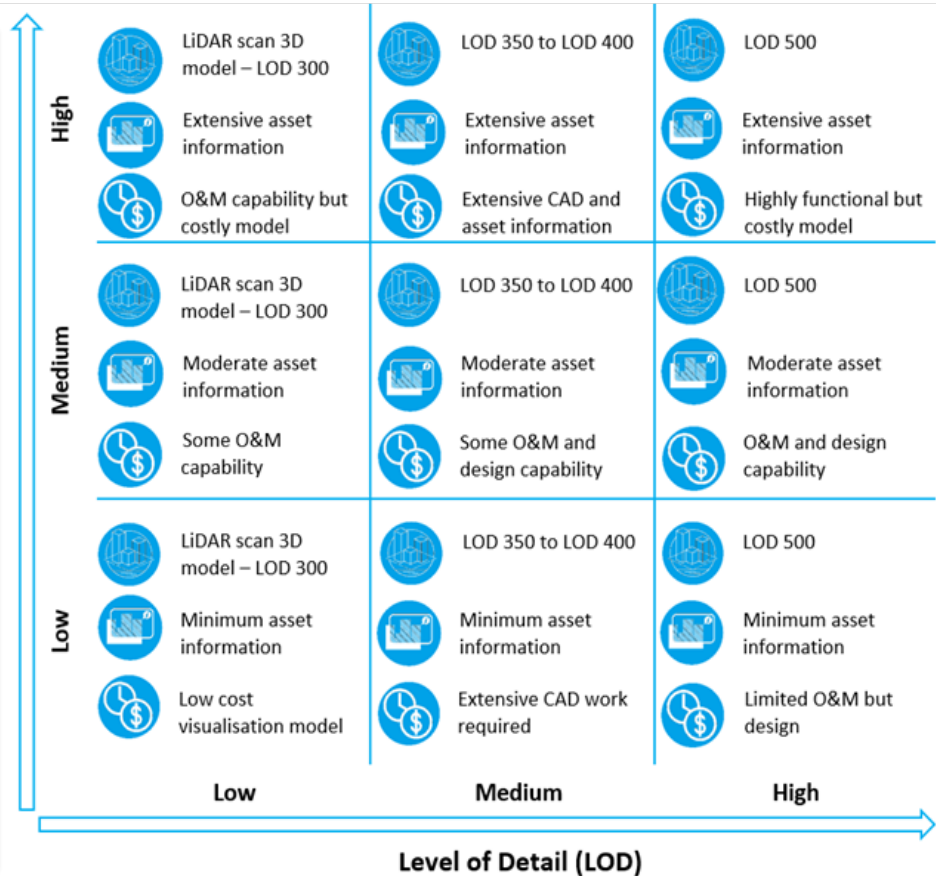 High
LiDAR scan 3D
model – LOD 300
Extensive asset
information
O&M capability but
costly model
LOD 350 to LOD 400
Extensive asset
information
Extensive CAD and
asset information
LOD 500
Extensive asset
information
Highly functional but
costly model
Medium
LiDAR scan 3D
model – LOD 300
Moderate asset
information
Some O&M
capability
LOD 350 to LOD 400
Moderate asset
information
Some O&M and
design capability
LOD 500
Moderate asset
information
O&M and design
capability
Low
LiDAR scan 3D
model – LOD 300
Minimum asset
information
Low cost
visualisation model
LOD 350 to LOD 400
Minimum asset
information
Extensive CAD work
required
LOD 500
Minimum asset
information
Limited O&M but
design
Low
Medium
High
Level of Detail (LOD)